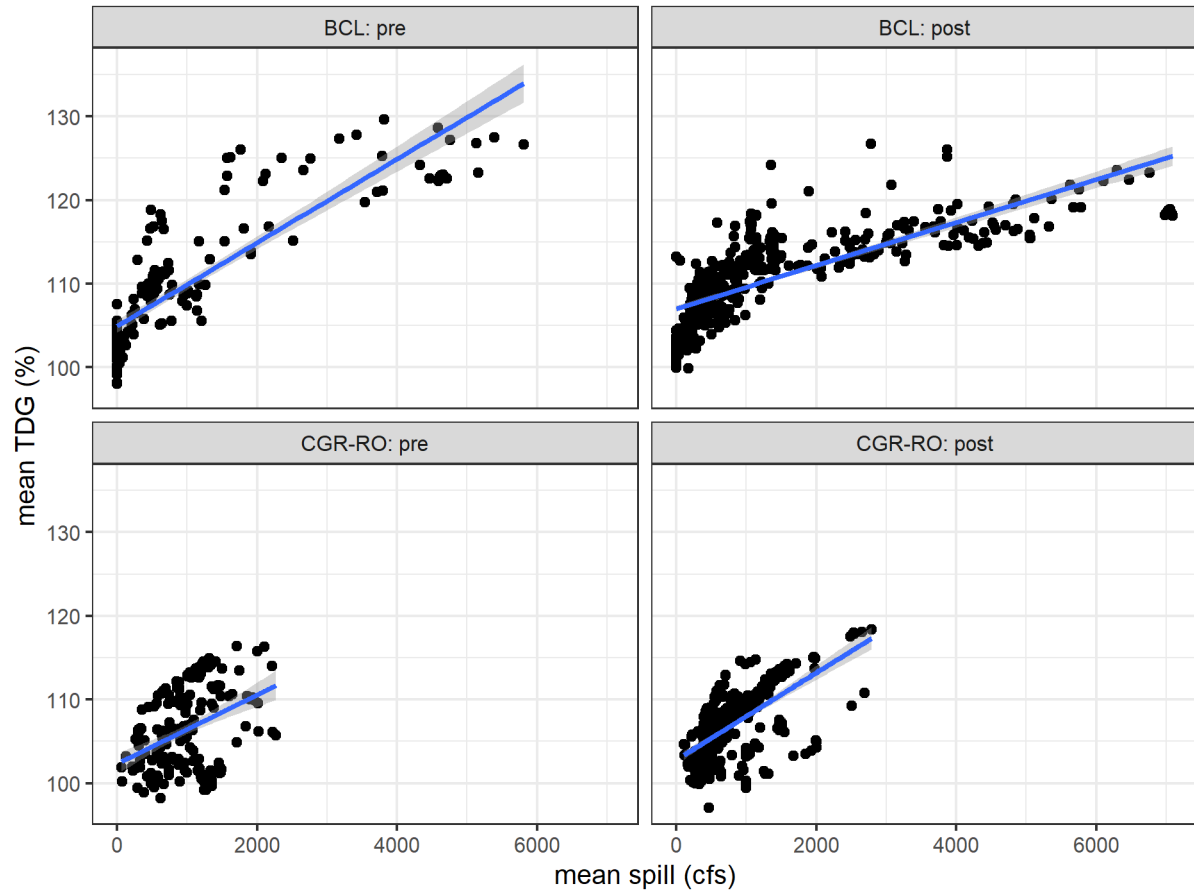 BCL: pre
BCL: post
130
120
110
100
CGR-RO: pre
CGR-RO: post
130
120
110
100
0
2000
4000
6000
0
2000
4000
6000
mean spill (cfs)
mean TDG (%)